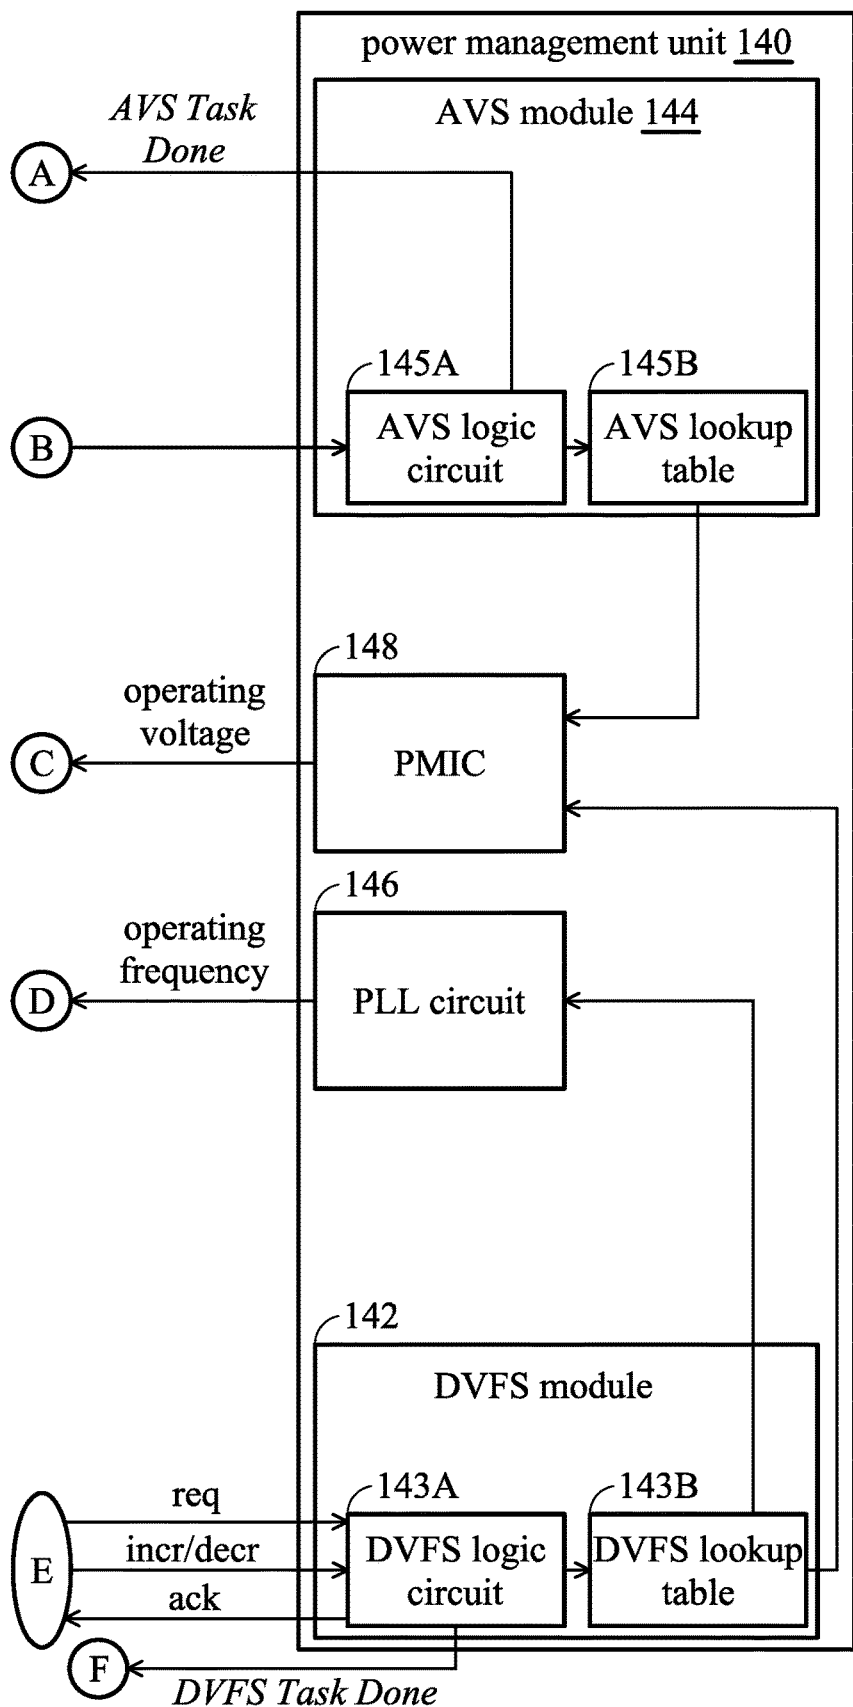 power management unit 140
AVS module 144
AVS Task
Done
A
145A
145B
B
AVS logic
circuit
AVS lookup
table
148
operating
voltage
C
PMIC
146
operating
frequency
D
PLL circuit
142
DVFS module
143A
143B
req
incr/decr
ack
E
DVFS logic
circuit
DVFS lookup
table
F
DVFS Task Done